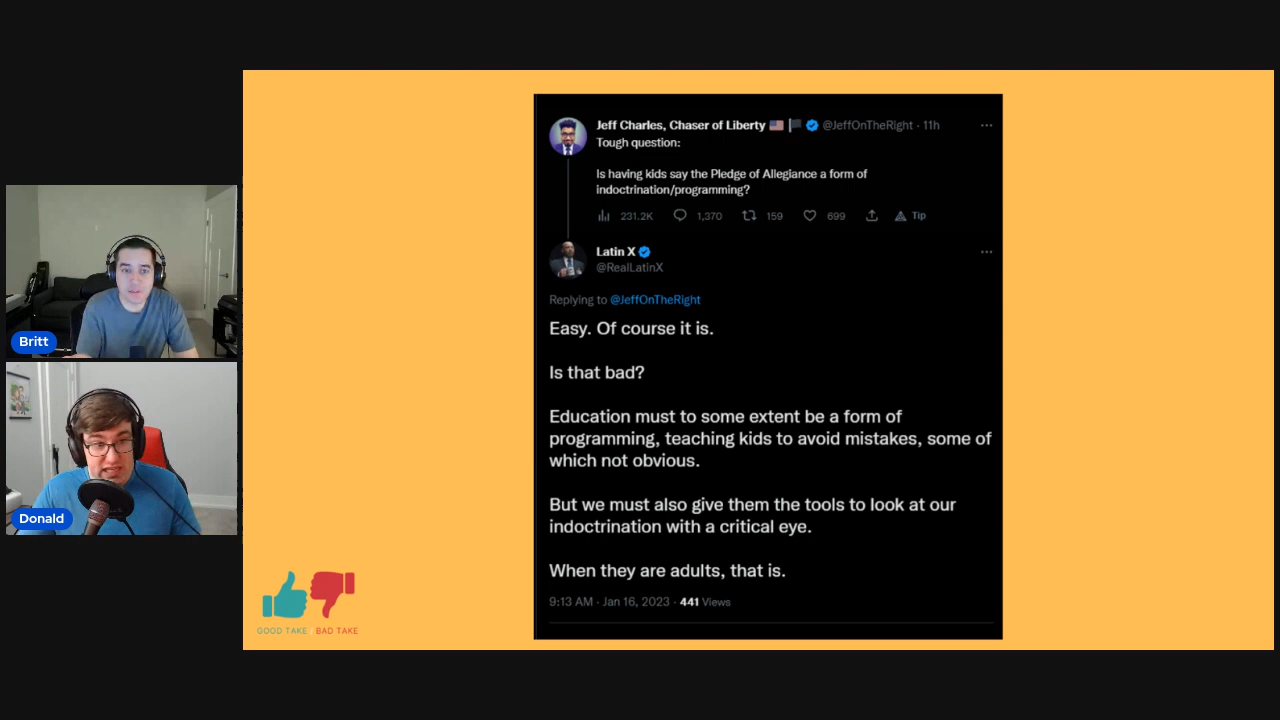 Jeff Charles, Chaser of Liberty @JeffOnTheRight · 11h
Tough question:
Is having kids say the Pledge of Allegiance a form of
indoctrination/programming?
231.2K 1,370 159 699 Tip
Latin X
@RealLatinX
Replying to @JeffOnTheRight
Easy. Of course it is.
Is that bad?
Education must to some extent be a form of
programming, teaching kids to avoid mistakes, some of
which not obvious.
But we must also give them the tools to look at our
indoctrination with a critical eye.
When they are adults, that is.
9:13 AM · Jan 16, 2023 · 441 Views
Britt
Donald
GOOD TAKE / BAD TAKE